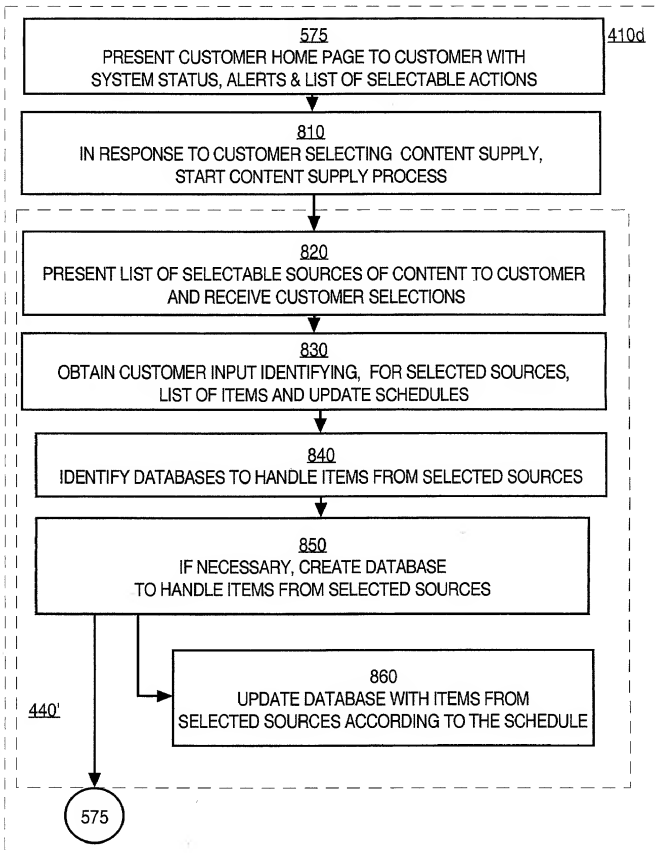 575
PRESENT CUSTOMER HOME PAGE TO CUSTOMER WITH
SYSTEM STATUS, ALERTS & LIST OF SELECTABLE ACTIONS
410d
810
IN RESPONSE TO CUSTOMER SELECTING CONTENT SUPPLY,
START CONTENT SUPPLY PROCESS
820
PRESENT LIST OF SELECTABLE SOURCES OF CONTENT TO CUSTOMER
AND RECEIVE CUSTOMER SELECTIONS
830
OBTAIN CUSTOMER INPUT IDENTIFYING, FOR SELECTED SOURCES,
LIST OF ITEMS AND UPDATE SCHEDULES
840
IDENTIFY DATABASES TO HANDLE ITEMS FROM SELECTED SOURCES
850
IF NECESSARY, CREATE DATABASE
TO HANDLE ITEMS FROM SELECTED SOURCES
860
UPDATE DATABASE WITH ITEMS FROM
SELECTED SOURCES ACCORDING TO THE SCHEDULE
440'
575